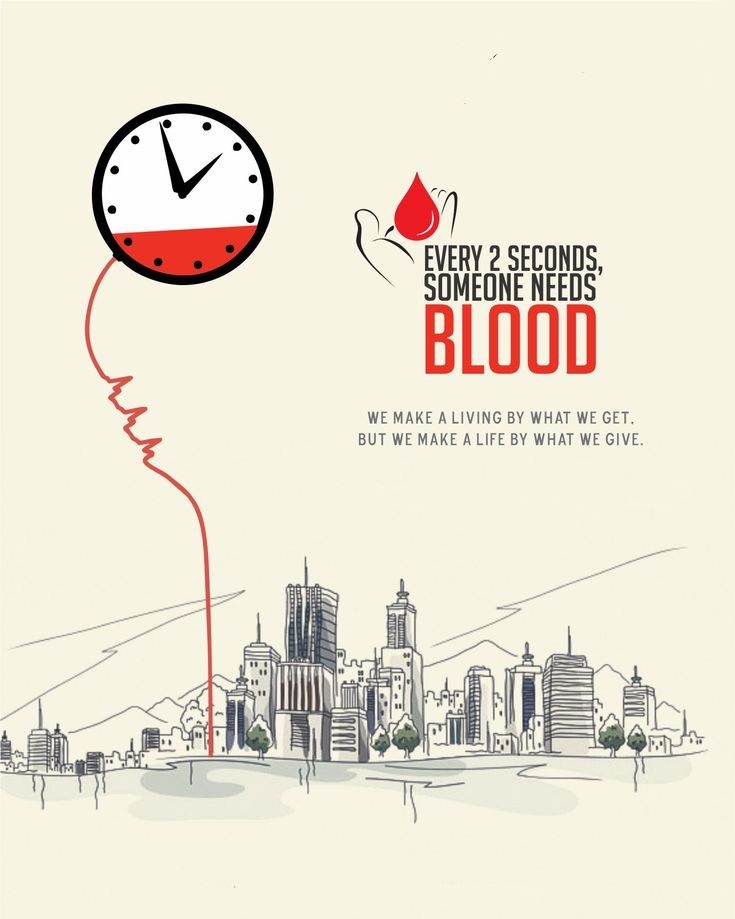 EVERY 2 SECONDS,
SOMEONE NEEDS
BLOOD
WE MAKE A LIVING BY WHAT WE GET.
BUT WE MAKE A LIFE BY WHAT WE GIVE.